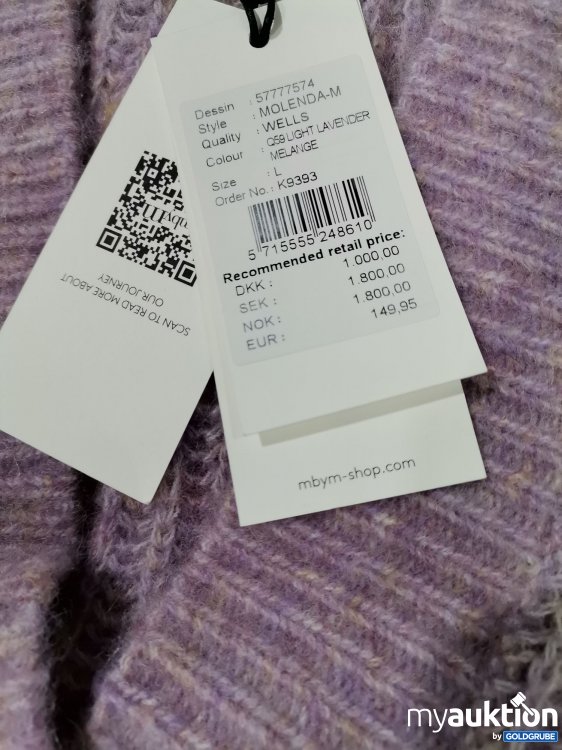 Dessin : 57777574
Style : MOLENDA-M
Quality : WELLS
Colour : Q59 LIGHT LAVENDER
MELANGE
Size : L
Order No.: K9393
5 715555 248610
Recommended retail price:
DKK : 1.000,00
SEK : 1.800,00
NOK : 1.800,00
EUR : 149,95
mbyM
SCAN TO READ MORE ABOUT
OUR JOURNEY
mbym-shop.com
myauktion
by GOLDGRUBE